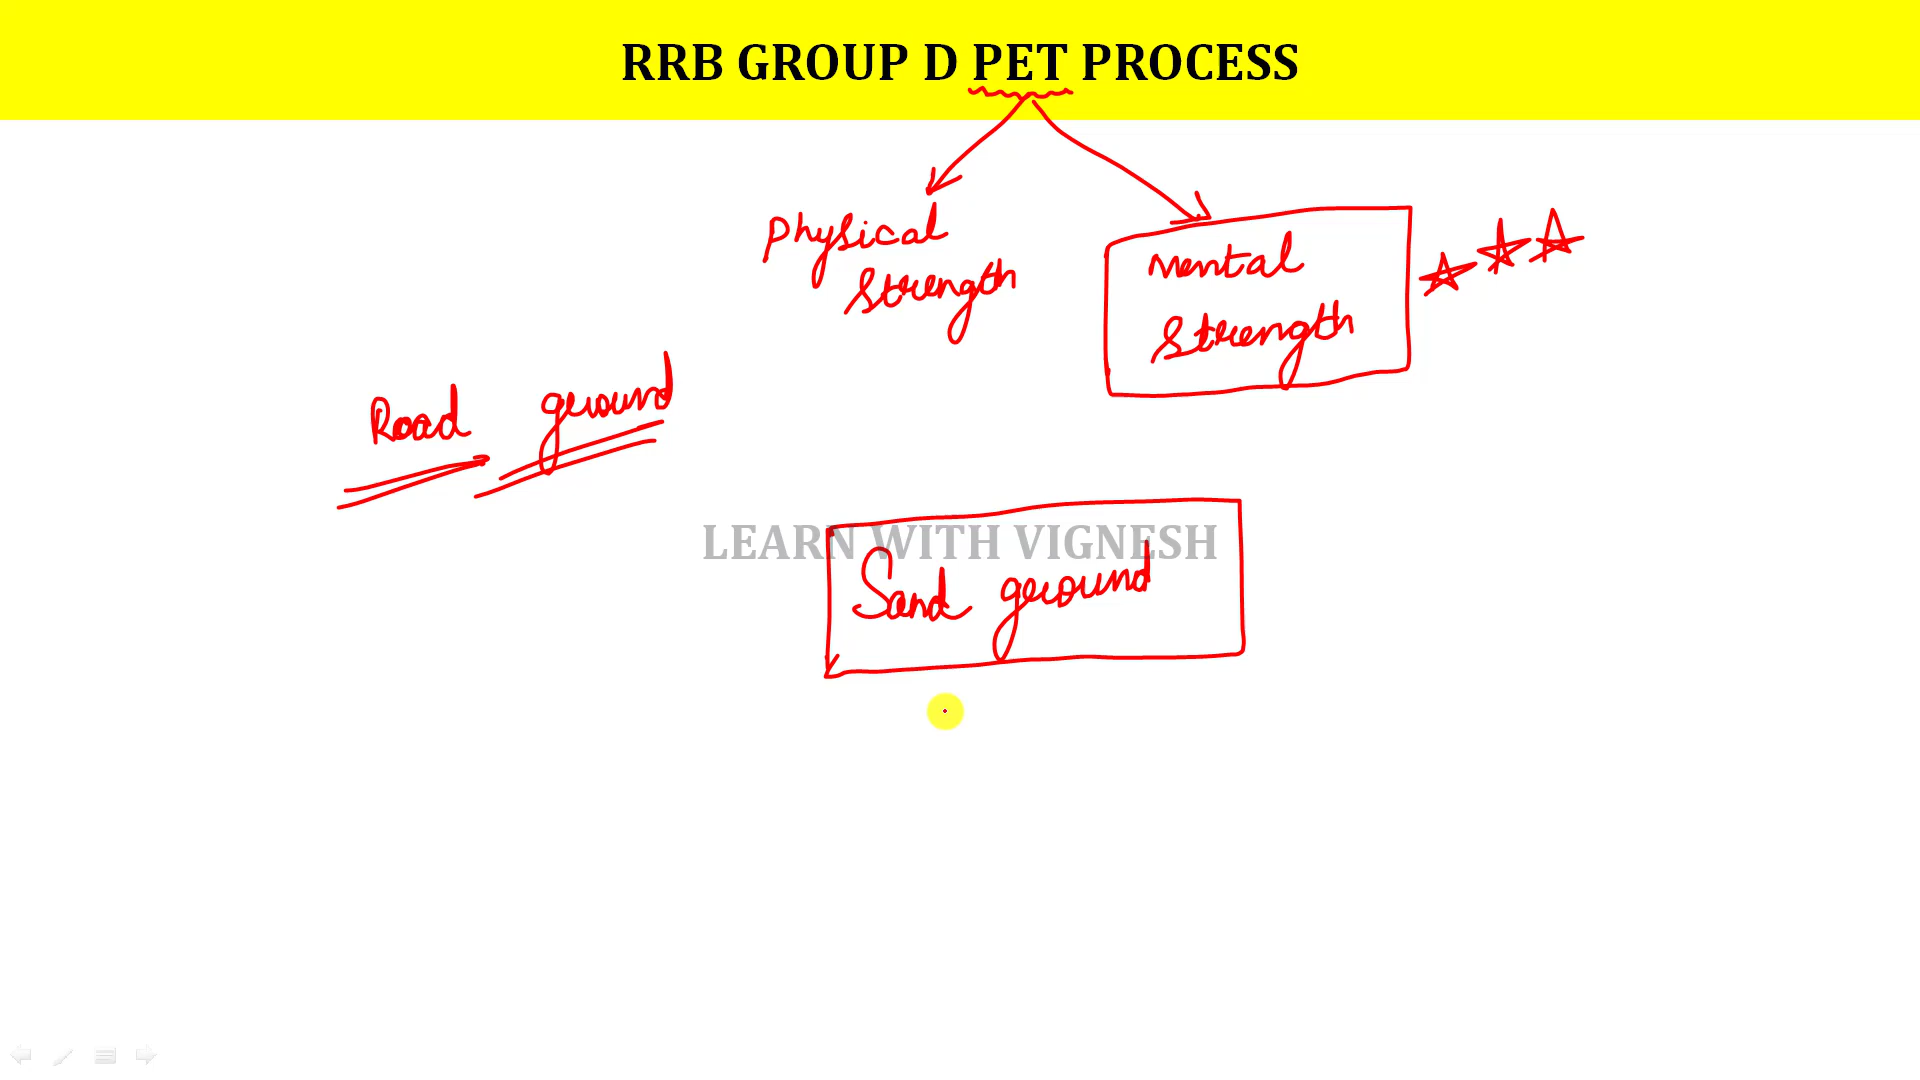 RRB GROUP D PET PROCESS
Physical
Strength
Mental
Strength
Road ground
LEARN WITH VIGNESH
Sand ground